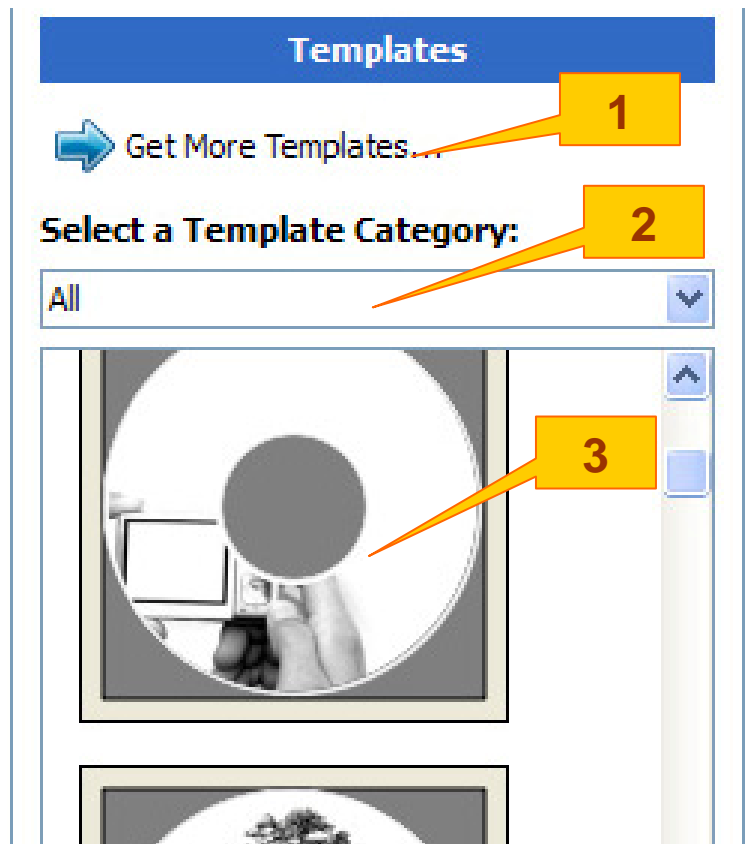 Templates
1
Get More Templates...
2
Select a Template Category:
All
3